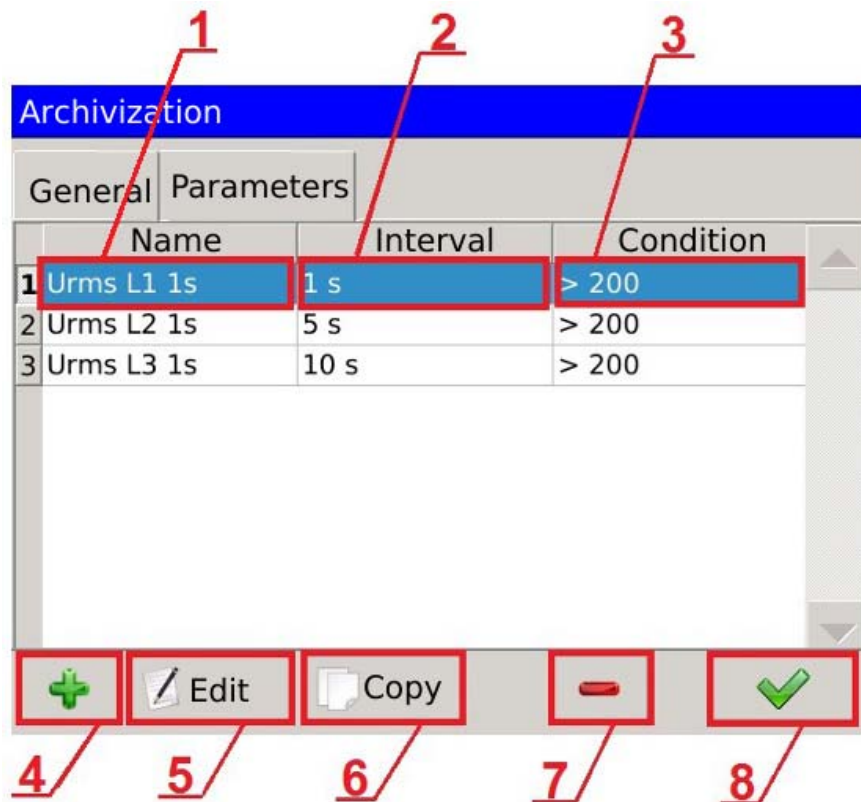 1 2 3
Archivization
General Parameters
Name Interval Condition
1 Urms L1 1s 1 s > 200
2 Urms L2 1s 5 s > 200
3 Urms L3 1s 10 s > 200
Edit Copy
4 5 6 7 8